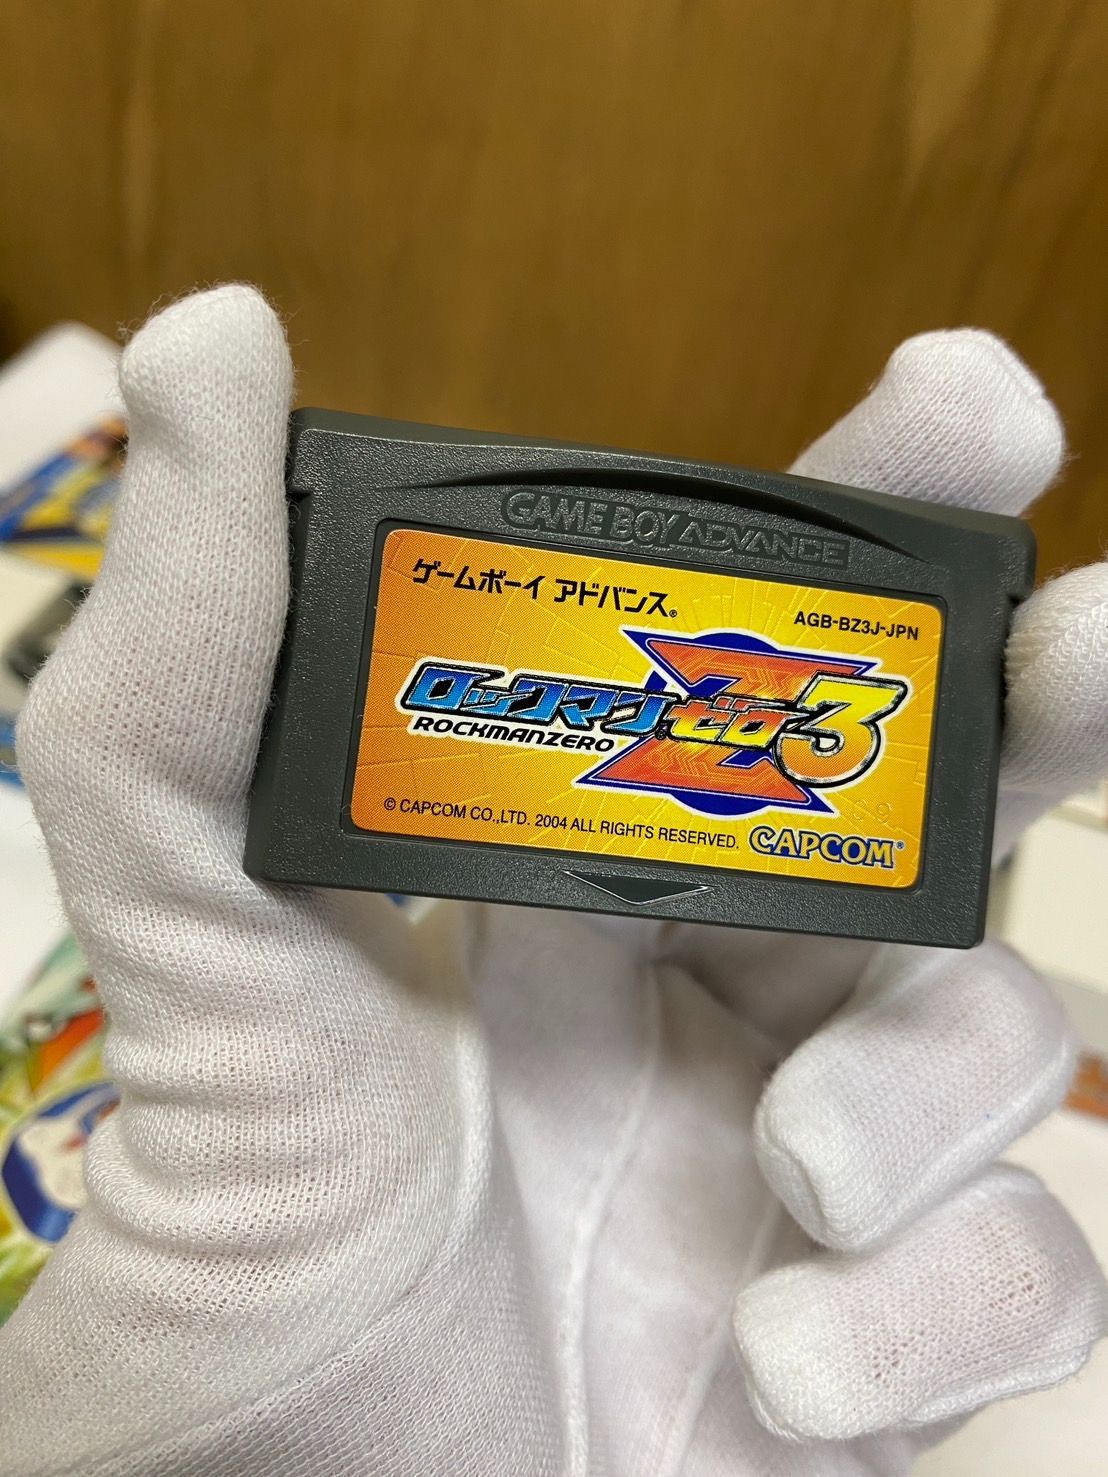 GAME BOY ADVANCE
ゲームボーイ アドバンス®
AGB-BZ3J-JPN
ロックマン ゼロ3
ROCKMANZERO
© CAPCOM CO.,LTD. 2004 ALL RIGHTS RESERVED.
CAPCOM®